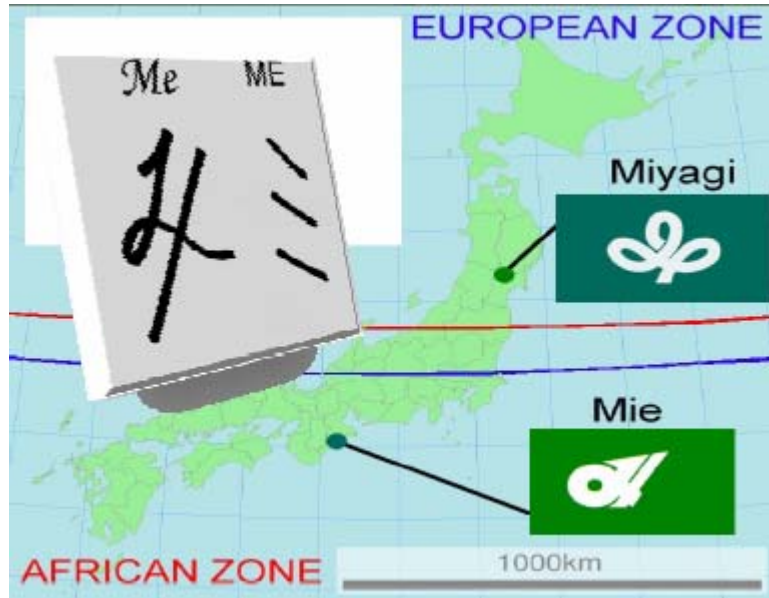 EUROPEAN ZONE
Me ME
み ミ
Miyagi
Mie
1000km
AFRICAN ZONE